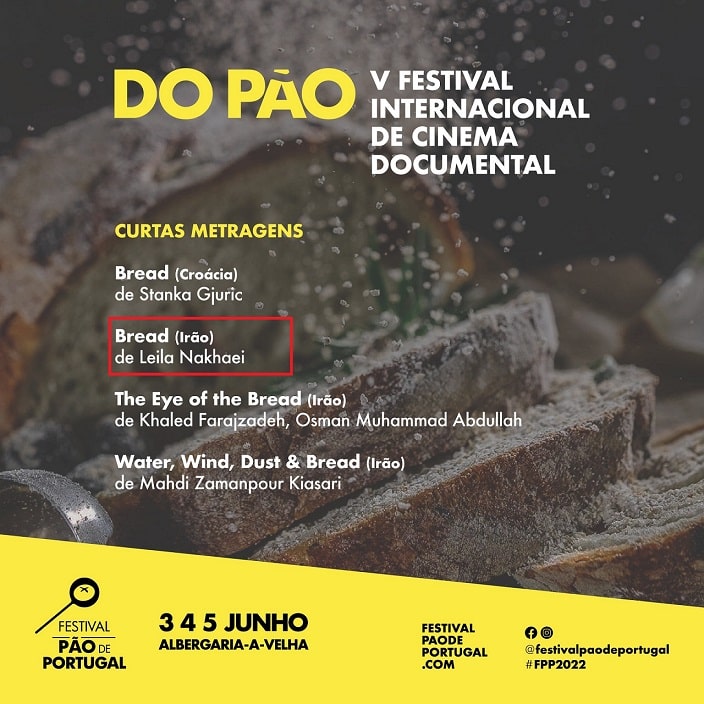 DO PÃO
V FESTIVAL
INTERNACIONAL
DE CINEMA
DOCUMENTAL
CURTAS METRAGENS
Bread (Croácia)
de Stanka Gjuric
Bread (Irão)
de Leila Nakhaei
The Eye of the Bread (Irão)
de Khaled Farajzadeh, Osman Muhammad Abdullah
Water, Wind, Dust & Bread (Irão)
de Mahdi Zamanpour Kiasari
FESTIVAL
PÃO DE
PORTUGAL
3 4 5 JUNHO
ALBERGARIA-A-VELHA
FESTIVAL
PAODE
PORTUGAL
.COM
@festivalpaodeportugal
#FPP2022